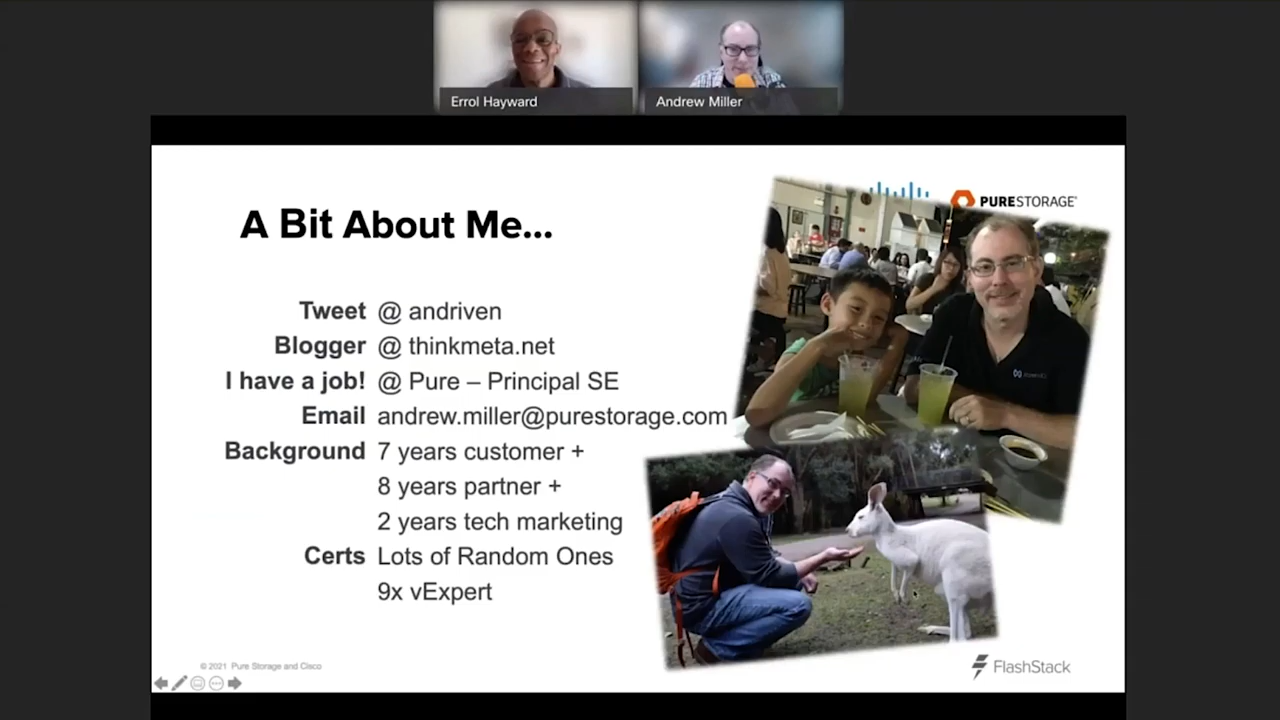 Errol Hayward
Andrew Miller
PURESTORAGE®
A Bit About Me...
Tweet @ andriven
Blogger @ thinkmeta.net
I have a job! @ Pure – Principal SE
Email andrew.miller@purestorage.com
Background 7 years customer +
8 years partner +
2 years tech marketing
Certs Lots of Random Ones
9x vExpert
© 2021 Pure Storage and Cisco
FlashStack